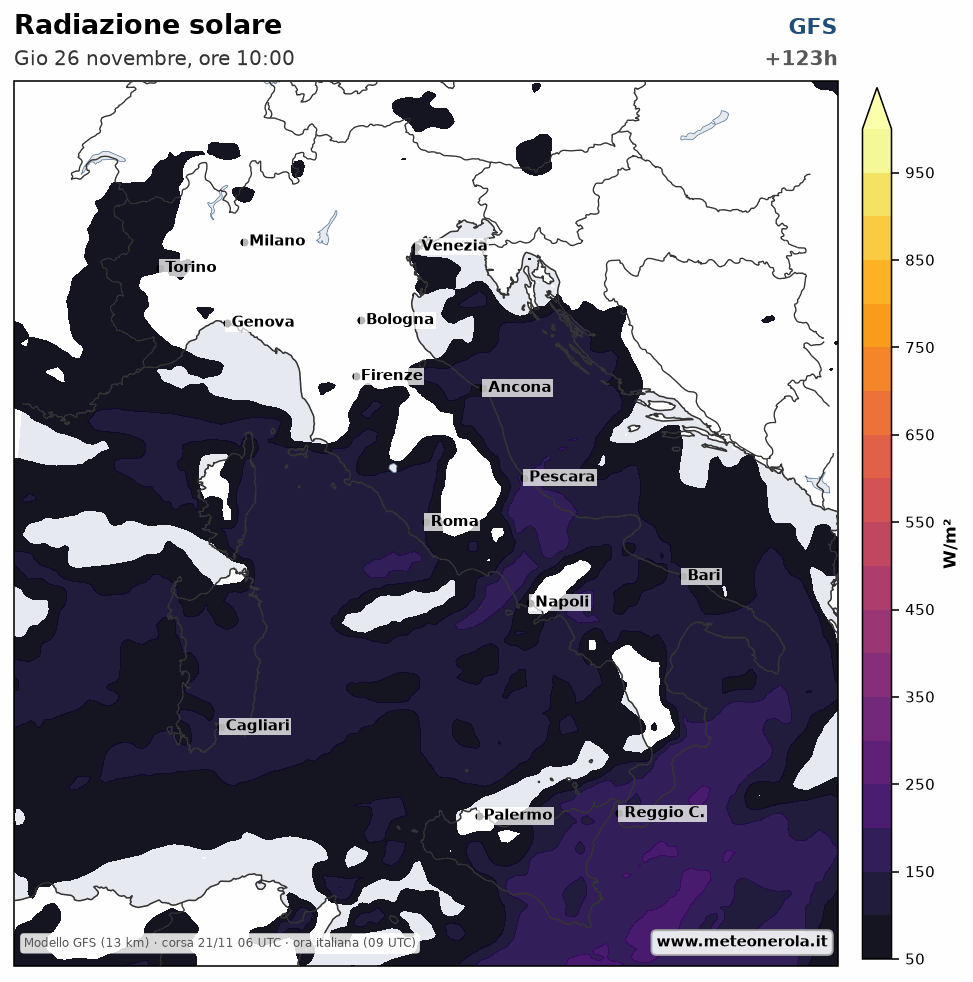 Radiazione solare
GFS
Gio 26 novembre, ore 10:00
+123h
Milano
Venezia
Torino
Genova
Bologna
Firenze
Ancona
Pescara
Roma
Bari
Napoli
Cagliari
Palermo
Reggio C.
950
850
750
650
550
450
350
250
150
50
W/m²
Modello GFS (13 km) · corsa 21/11 06 UTC · ora italiana (09 UTC)
www.meteonerola.it